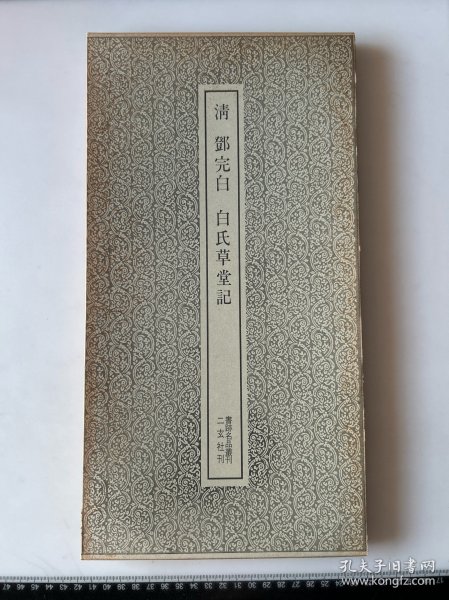 清 鄧完白 白氏草堂記
書跡名品叢刊
二玄社刊
孔夫子旧书网
www.kongfz.com